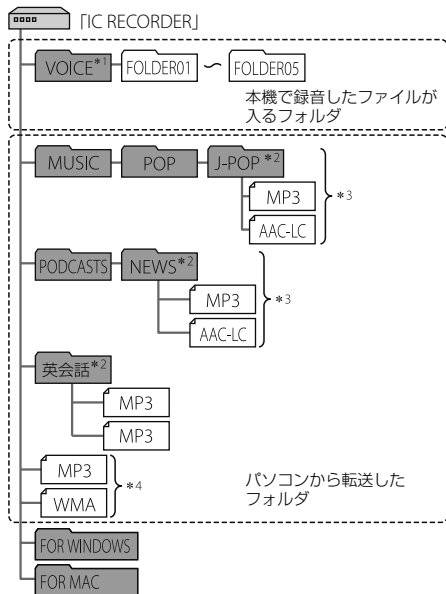 「IC RECORDER」
VOICE*1 FOLDER01 ～ FOLDER05
本機で録音したファイルが
入るフォルダ
MUSIC POP J-POP*2
MP3 *3
AAC-LC
PODCASTS NEWS*2
MP3 *3
AAC-LC
英会話*2
MP3
MP3
MP3 *4
WMA
パソコンから転送した
フォルダ
FOR WINDOWS
FOR MAC